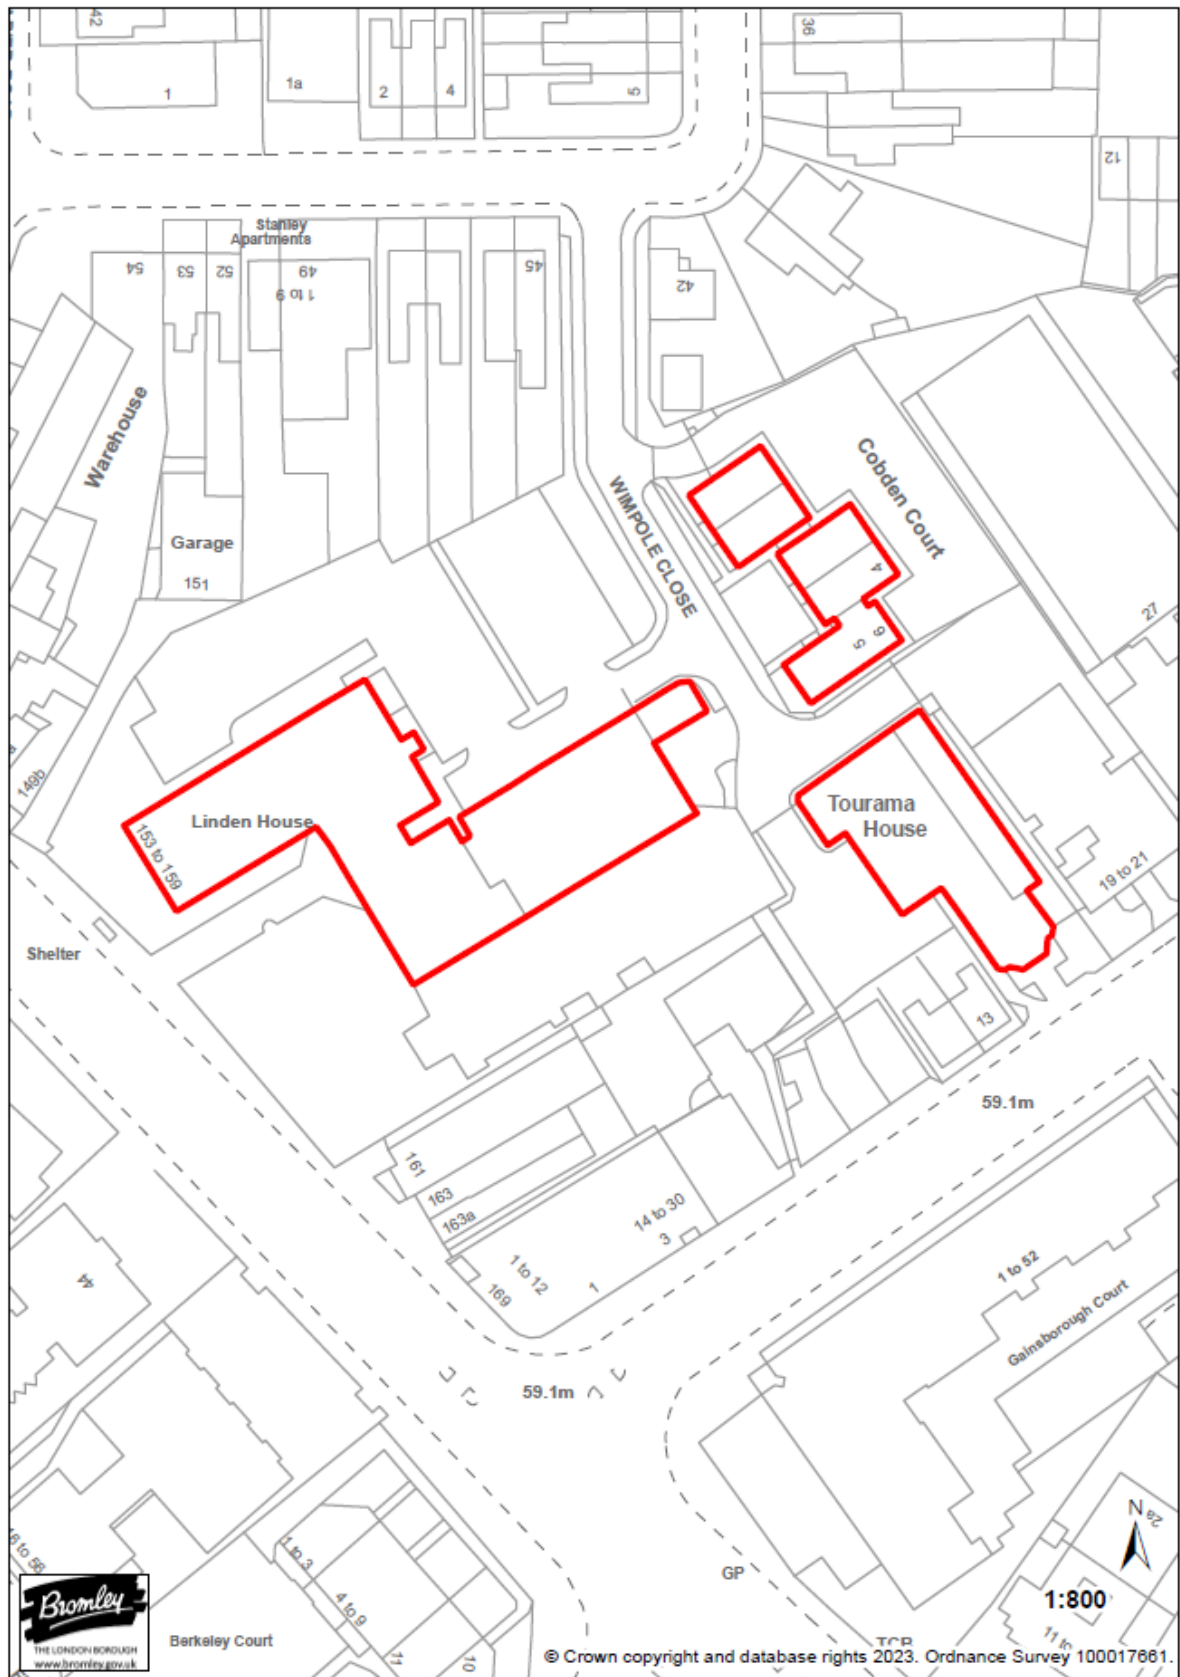 42
36
1
1a
2
4
5
12
Stanley
Apartments
54
53
52
49
1 to 9
45
42
Warehouse
WIMPOLE CLOSE
Cobden Court
Garage
151
4
6
5
27
149b
Linden House
153 to 159
Tourama
House
19 to 21
Shelter
13
59.1m
161
163
163a
14 to 30
3
1 to 12
1
169
44
1 to 52
Gainsborough Court
59.1m
N
2a
GP
1:800
1 to 3
4 to 9
11
10
Berkeley Court
TCB
Bromley
THE LONDON BOROUGH
www.bromley.gov.uk
© Crown copyright and database rights 2023. Ordnance Survey 100017661.